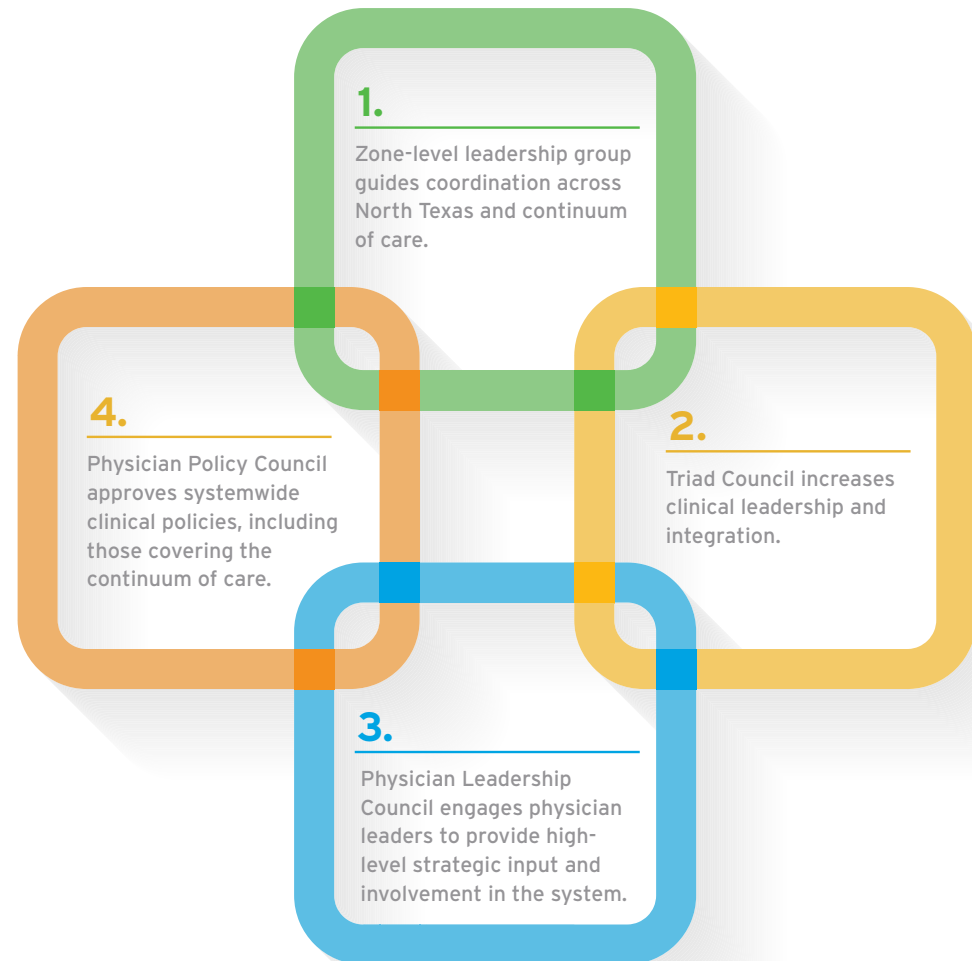 1.
Zone-level leadership group
guides coordination across
North Texas and continuum
of care.
2.
Triad Council increases
clinical leadership and
integration.
3.
Physician Leadership
Council engages physician
leaders to provide high-
level strategic input and
involvement in the system.
4.
Physician Policy Council
approves systemwide
clinical policies, including
those covering the
continuum of care.